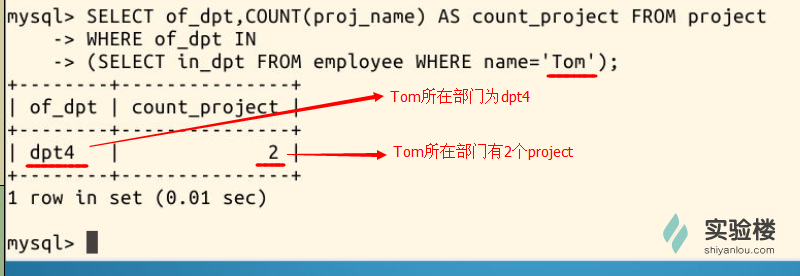 mysql> SELECT of_dpt,COUNT(proj_name) AS count_project FROM project
    -> WHERE of_dpt IN
    -> (SELECT in_dpt FROM employee WHERE name='Tom');
+--------+---------------+
| of_dpt | count_project |
Tom所在部门为dpt4
+--------+---------------+
| dpt4   |             2 |
Tom所在部门有2个project
+--------+---------------+
1 row in set (0.01 sec)
mysql>
实验楼
shiyanlou.com